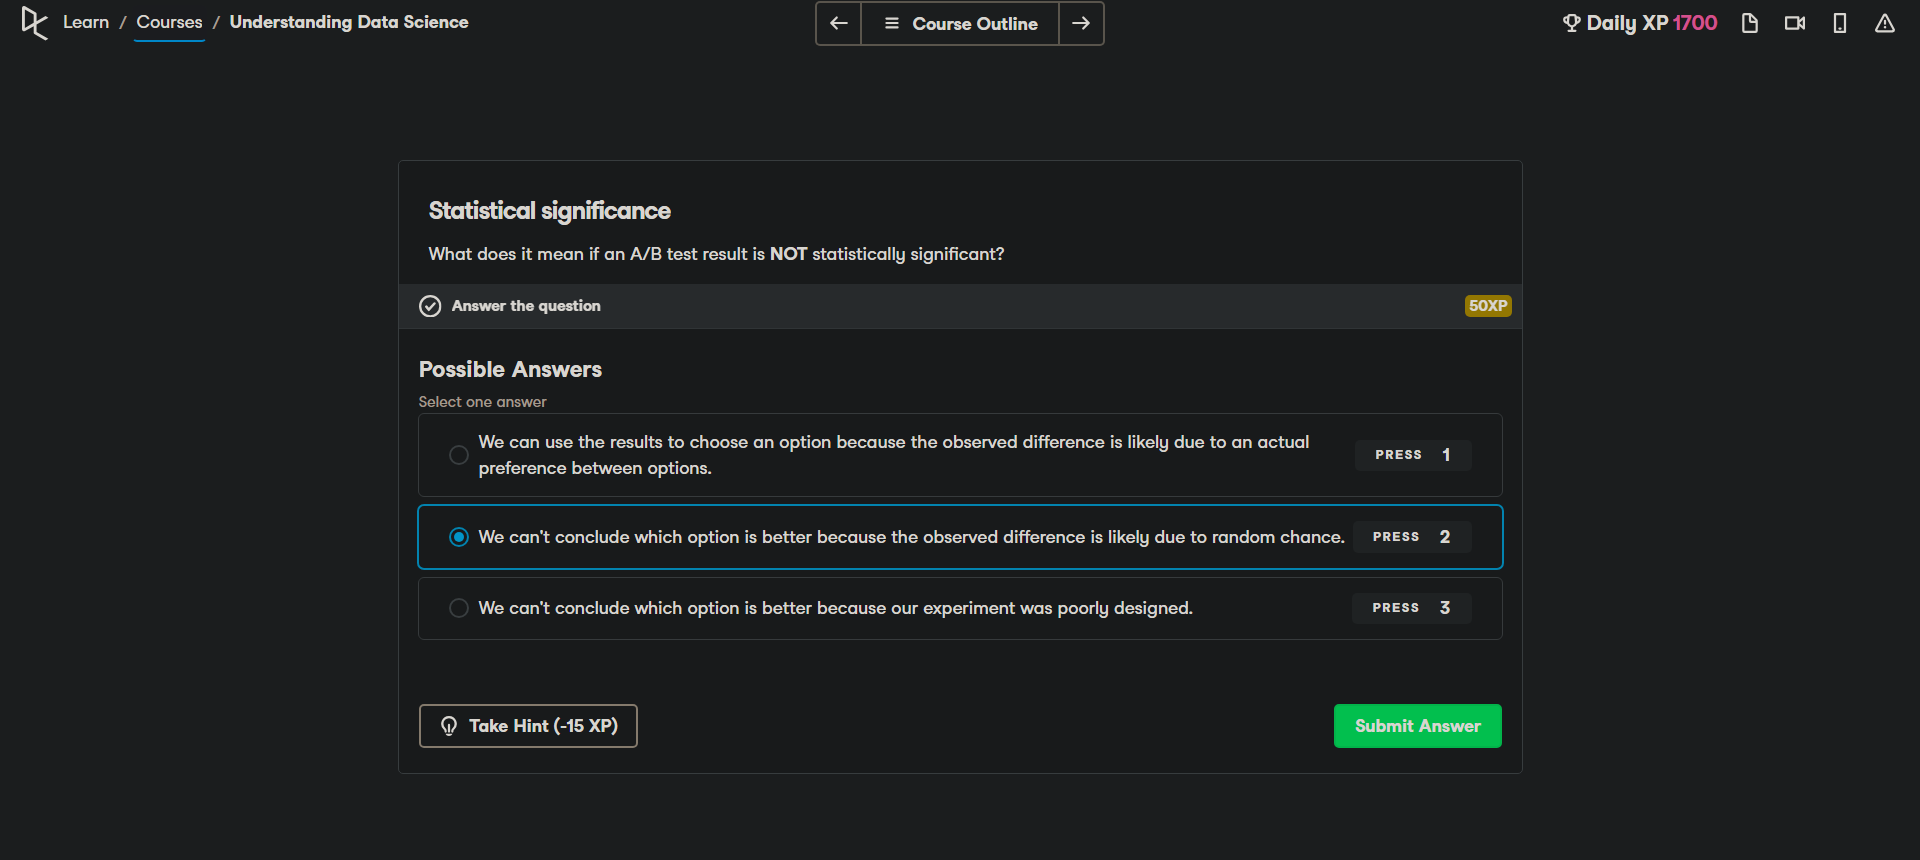 Learn / Courses / Understanding Data Science
Course Outline
Daily XP 1700
Statistical significance
What does it mean if an A/B test result is NOT statistically significant?
Answer the question
50XP
Possible Answers
Select one answer
We can use the results to choose an option because the observed difference is likely due to an actual
preference between options.
PRESS 1
We can't conclude which option is better because the observed difference is likely due to random chance.
PRESS 2
We can't conclude which option is better because our experiment was poorly designed.
PRESS 3
Take Hint (-15 XP)
Submit Answer